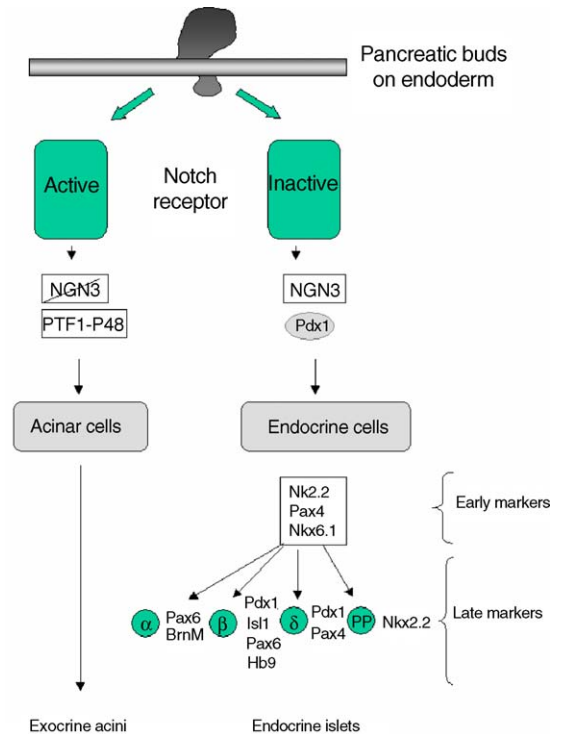 Pancreatic buds
on endoderm
Active
Notch
receptor
Inactive
NGN3
PTF1-P48
NGN3
Pdx1
Acinar cells
Endocrine cells
Nk2.2
Pax4
Nkx6.1
Early markers
α
Pax6
BrnM
β
Pdx1
Isl1
Pax6
Hb9
δ
Pdx1
Pax4
PP
Nkx2.2
Late markers
Exocrine acini
Endocrine islets